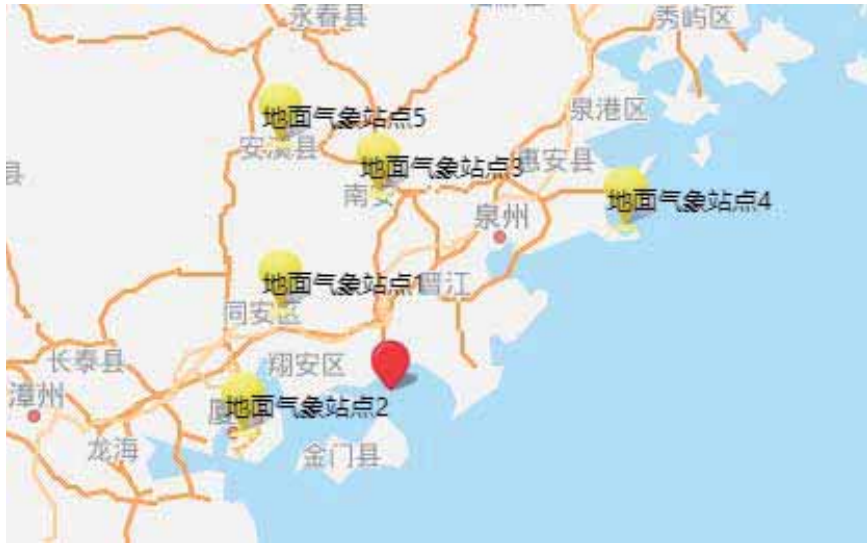 永春县
秀屿区
泉港区
地面气象站点5
安溪县
县
地面气象站点3
惠安县
南安
地面气象站点4
泉州
地面气象站点1
晋江
同安区
长泰县
翔安区
漳州
地面气象站点2
厦
龙海
金门县